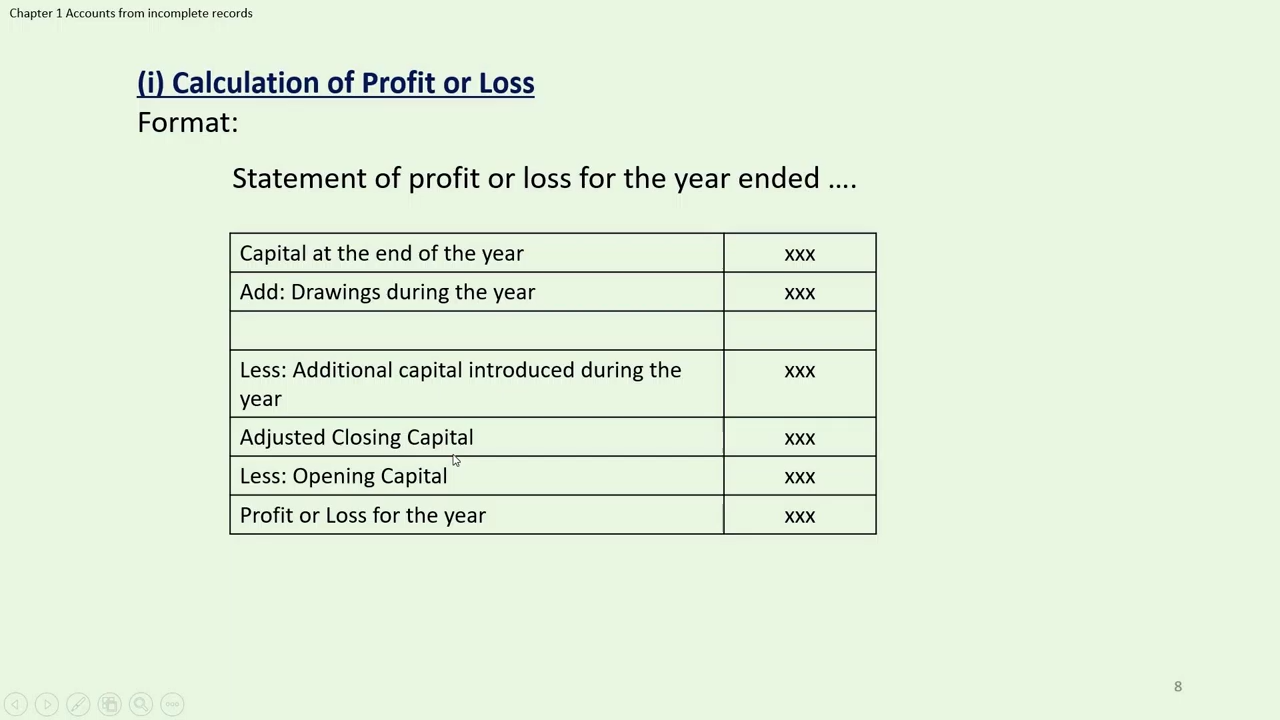 Chapter 1 Accounts from incomplete records
(i) Calculation of Profit or Loss
Format:
Statement of profit or loss for the year ended ....
Capital at the end of the year xxx
Add: Drawings during the year xxx
Less: Additional capital introduced during the xxx
year
Adjusted Closing Capital xxx
Less: Opening Capital xxx
Profit or Loss for the year xxx
8